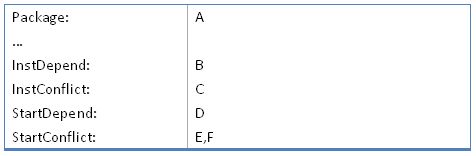 Package: A
...
InstDepend: B
InstConflict: C
StartDepend: D
StartConflict: E,F